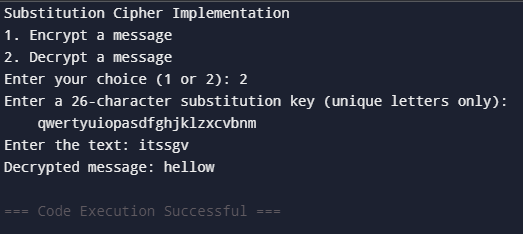 Substitution Cipher Implementation
1. Encrypt a message
2. Decrypt a message
Enter your choice (1 or 2): 2
Enter a 26-character substitution key (unique letters only):
    qwertyuiopasdfghjklzxcvbnm
Enter the text: itssgv
Decrypted message: hellow
=== Code Execution Successful ===